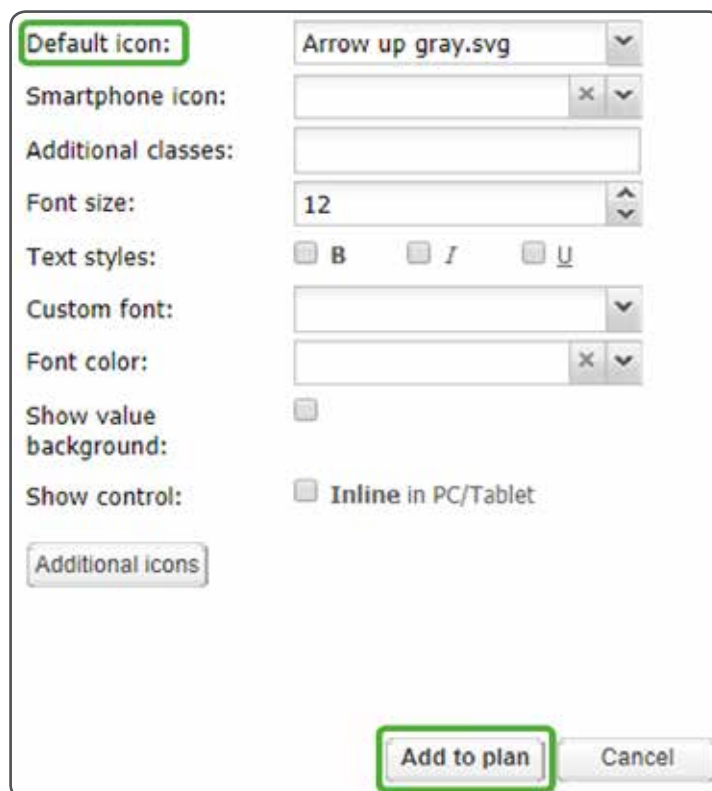 Default icon: Arrow up gray.svg
Smartphone icon:
Additional classes:
Font size: 12
Text styles: B I U
Custom font:
Font color:
Show value
background:
Show control: Inline in PC/Tablet
Additional icons
Add to plan Cancel